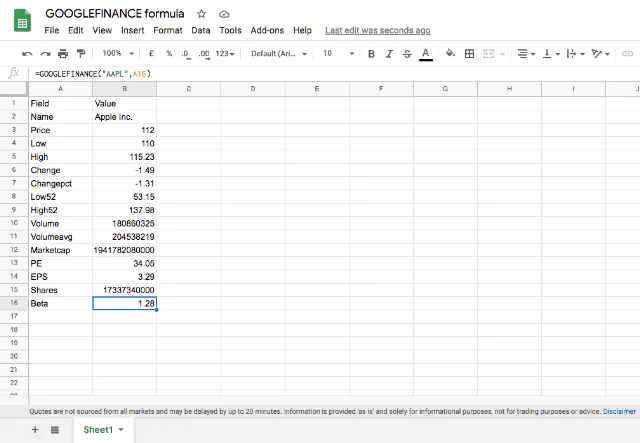 GOOGLEFINANCE formula
File Edit View Insert Format Data Tools Add-ons Help Last edit was seconds ago
100% £ % .0 .00 123 Default (Ari... 10 B I S A
fx =GOOGLEFINANCE("AAPL",A16)
A B C D E F G H I J
1 Field Value
2 Name Apple Inc.
3 Price 112
4 Low 110
5 High 115.23
6 Change -1.49
7 Changepct -1.31
8 Low52 53.15
9 High52 137.98
10 Volume 180860325
11 Volumeavg 204538219
12 Marketcap 1941782080000
13 PE 34.05
14 EPS 3.29
15 Shares 17337340000
16 Beta 1.28
17
18
19
20
21
22
Quotes are not sourced from all markets and may be delayed by up to 20 minutes. Information is provided 'as is' and solely for informational purposes, not for trading purposes or advice. Disclaimer
+ Sheet1